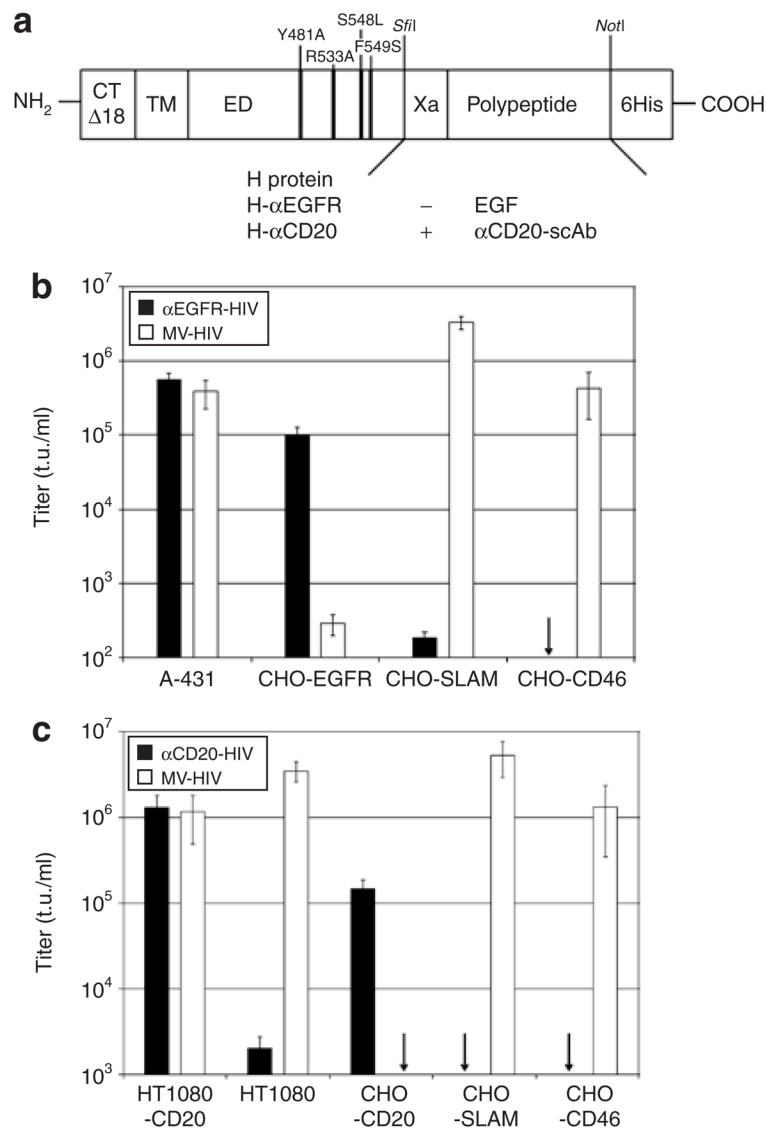 a
Y481A
R533A
S548L
F549S
SfiI
NotI
NH2
CT
Δ18
TM
ED
Xa
Polypeptide
6His
COOH
H protein
H-αEGFR – EGF
H-αCD20 + αCD20-scAb
b
αEGFR-HIV
MV-HIV
Titer (t.u./ml)
10^7
10^6
10^5
10^4
10^3
10^2
A-431 CHO-EGFR CHO-SLAM CHO-CD46
c
αCD20-HIV
MV-HIV
Titer (t.u./ml)
10^7
10^6
10^5
10^4
10^3
HT1080 HT1080 CHO CHO CHO
-CD20 -CD20 -SLAM -CD46